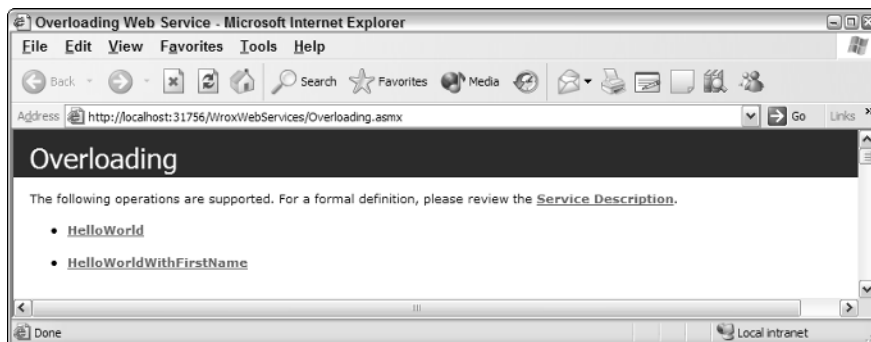 Overloading Web Service - Microsoft Internet Explorer
File Edit View Favorites Tools Help
Back Search Favorites Media
Address http://localhost:31756/WroxWebServices/Overloading.asmx Go Links »
Overloading
The following operations are supported. For a formal definition, please review the Service Description.
• HelloWorld
• HelloWorldWithFirstName
Done Local intranet